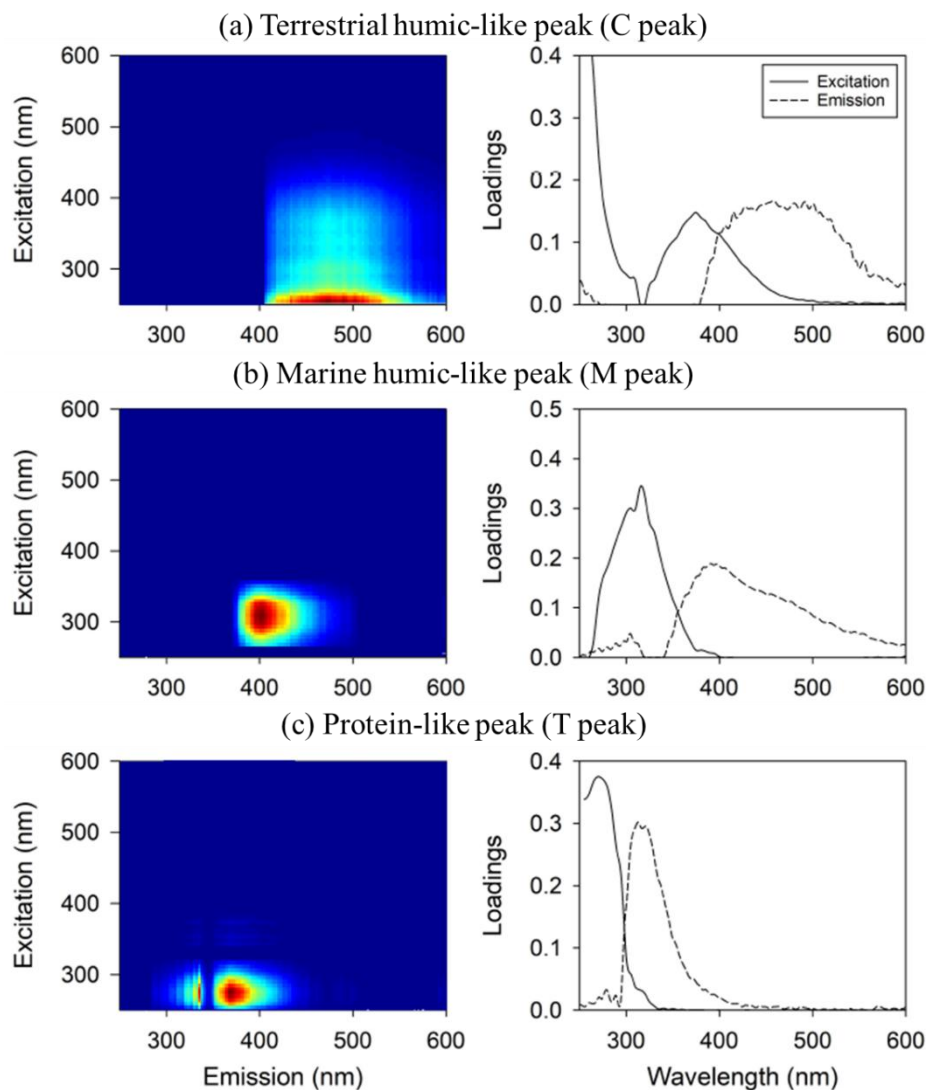 (a) Terrestrial humic-like peak (C peak)
600
500
400
300
Excitation (nm)
300 400 500 600
0.4
0.3
0.2
0.1
0.0
Loadings
Excitation
Emission
300 400 500 600
(b) Marine humic-like peak (M peak)
600
500
400
300
Excitation (nm)
300 400 500 600
0.5
0.4
0.3
0.2
0.1
0.0
Loadings
300 400 500 600
(c) Protein-like peak (T peak)
600
500
400
300
Excitation (nm)
300 400 500 600
Emission (nm)
0.4
0.3
0.2
0.1
0.0
Loadings
300 400 500 600
Wavelength (nm)